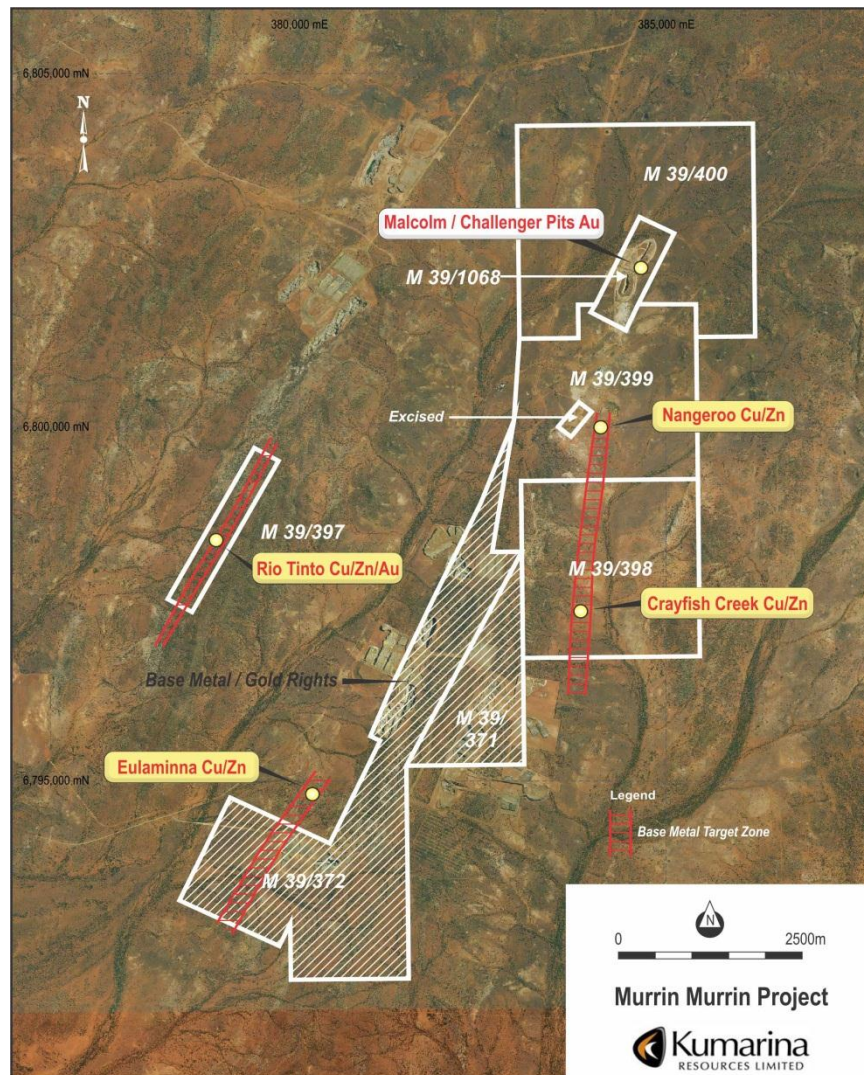 380,000 mE
385,000 mE
6,805,000 mN
N
M 39/400
Malcolm / Challenger Pits Au
M 39/1068
M 39/399
Excised
Nangeroo Cu/Zn
6,800,000 mN
M 39/397
Rio Tinto Cu/Zn/Au
M 39/398
Crayfish Creek Cu/Zn
Base Metal / Gold Rights
M 39/
371
Eulaminna Cu/Zn
6,795,000 mN
Legend
Base Metal Target Zone
M 39/372
N
0
2500m
Murrin Murrin Project
Kumarina
RESOURCES LIMITED